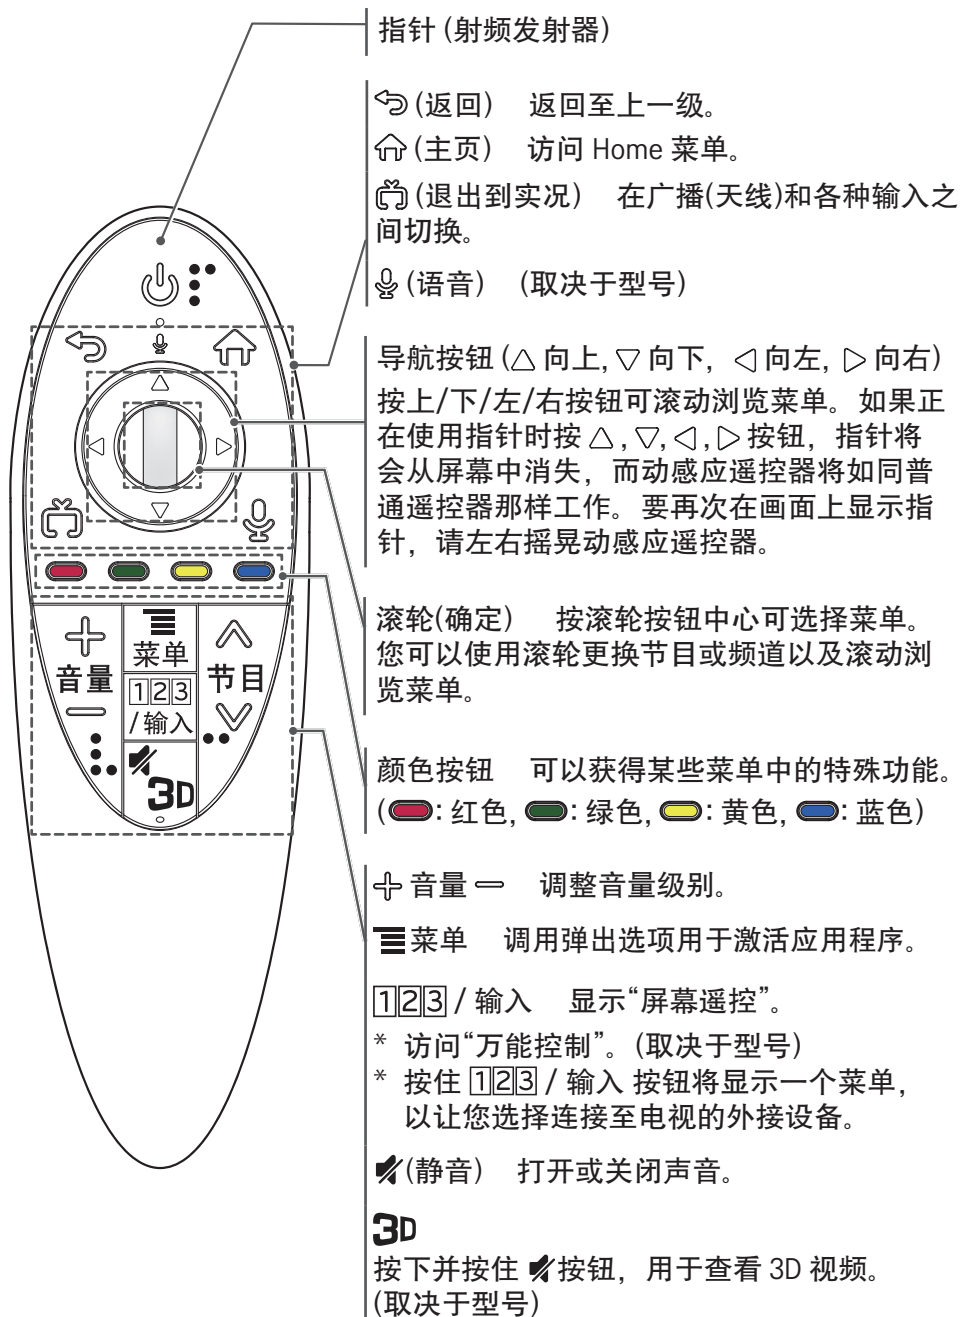 指针 (射频发射器)
(返回) 返回至上一级。
(主页) 访问 Home 菜单。
(退出到实况) 在广播(天线)和各种输入之
间切换。
(语音) (取决于型号)
导航按钮 (△ 向上, ▽ 向下, ◁ 向左, ▷ 向右)
按上/下/左/右按钮可滚动浏览菜单。如果正
在使用指针时按 △, ▽, ◁, ▷ 按钮，指针将
会从屏幕中消失，而动感应遥控器将如同普
通遥控器那样工作。要再次在画面上显示指
针，请左右摇晃动感应遥控器。
滚轮(确定) 按滚轮按钮中心可选择菜单。
您可以使用滚轮更换节目或频道以及滚动浏
览菜单。
颜色按钮 可以获得某些菜单中的特殊功能。
(: 红色, : 绿色, : 黄色, : 蓝色)
音量 调整音量级别。
菜单 调用弹出选项用于激活应用程序。
123 / 输入 显示“屏幕遥控”。
* 访问“万能控制”。(取决于型号)
* 按住 123 / 输入 按钮将显示一个菜单，
以让您选择连接至电视的外接设备。
(静音) 打开或关闭声音。
3D
按下并按住 按钮，用于查看 3D 视频。
(取决于型号)
音量
菜单
123
/输入
节目
3D